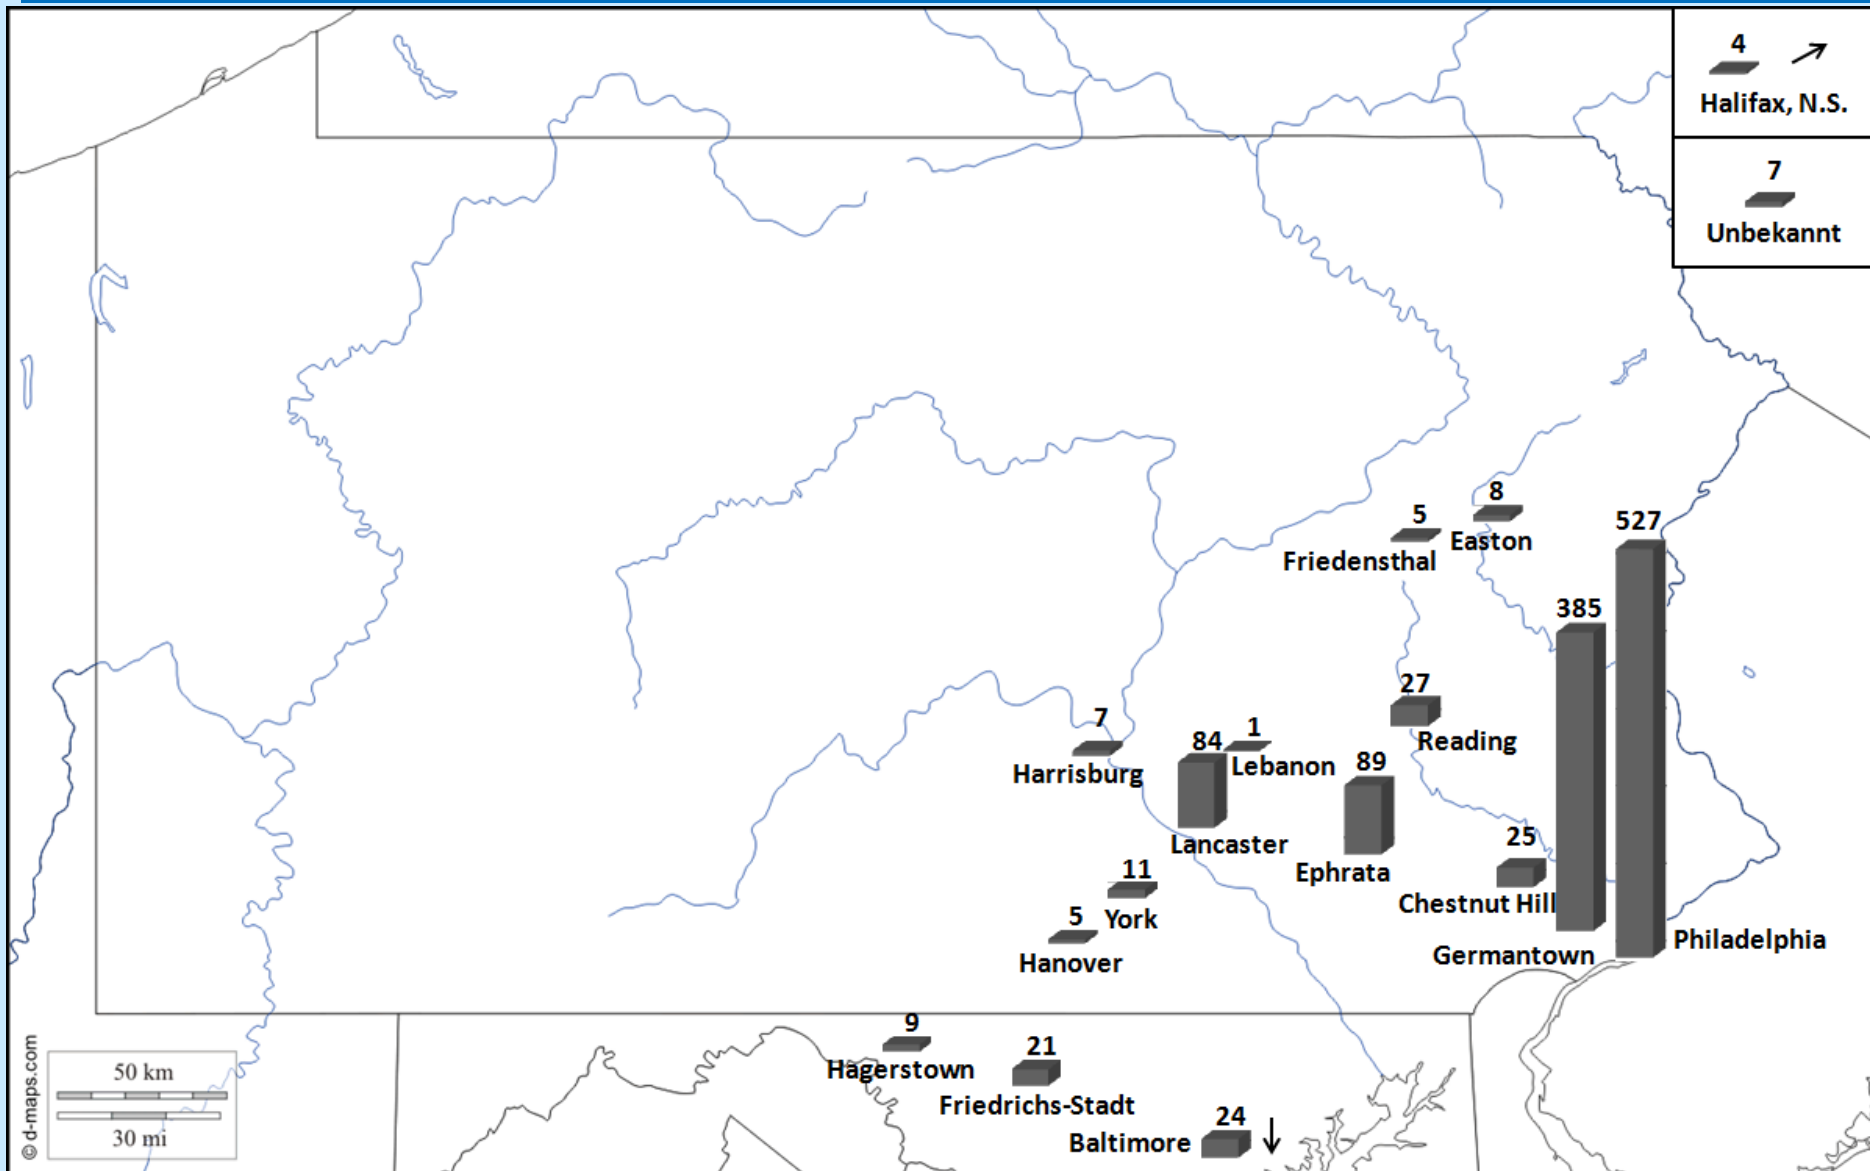 4
Halifax, N.S.
7
Unbekannt
8
5
Easton
Friedensthal
527
385
27
Reading
7
Harrisburg
84
1
Lebanon
89
Lancaster
Ephrata
25
Chestnut Hill
11
York
5
Hanover
Germantown
Philadelphia
9
Hagerstown
21
Friedrichs-Stadt
24
Baltimore
50 km
30 mi
© d-maps.com